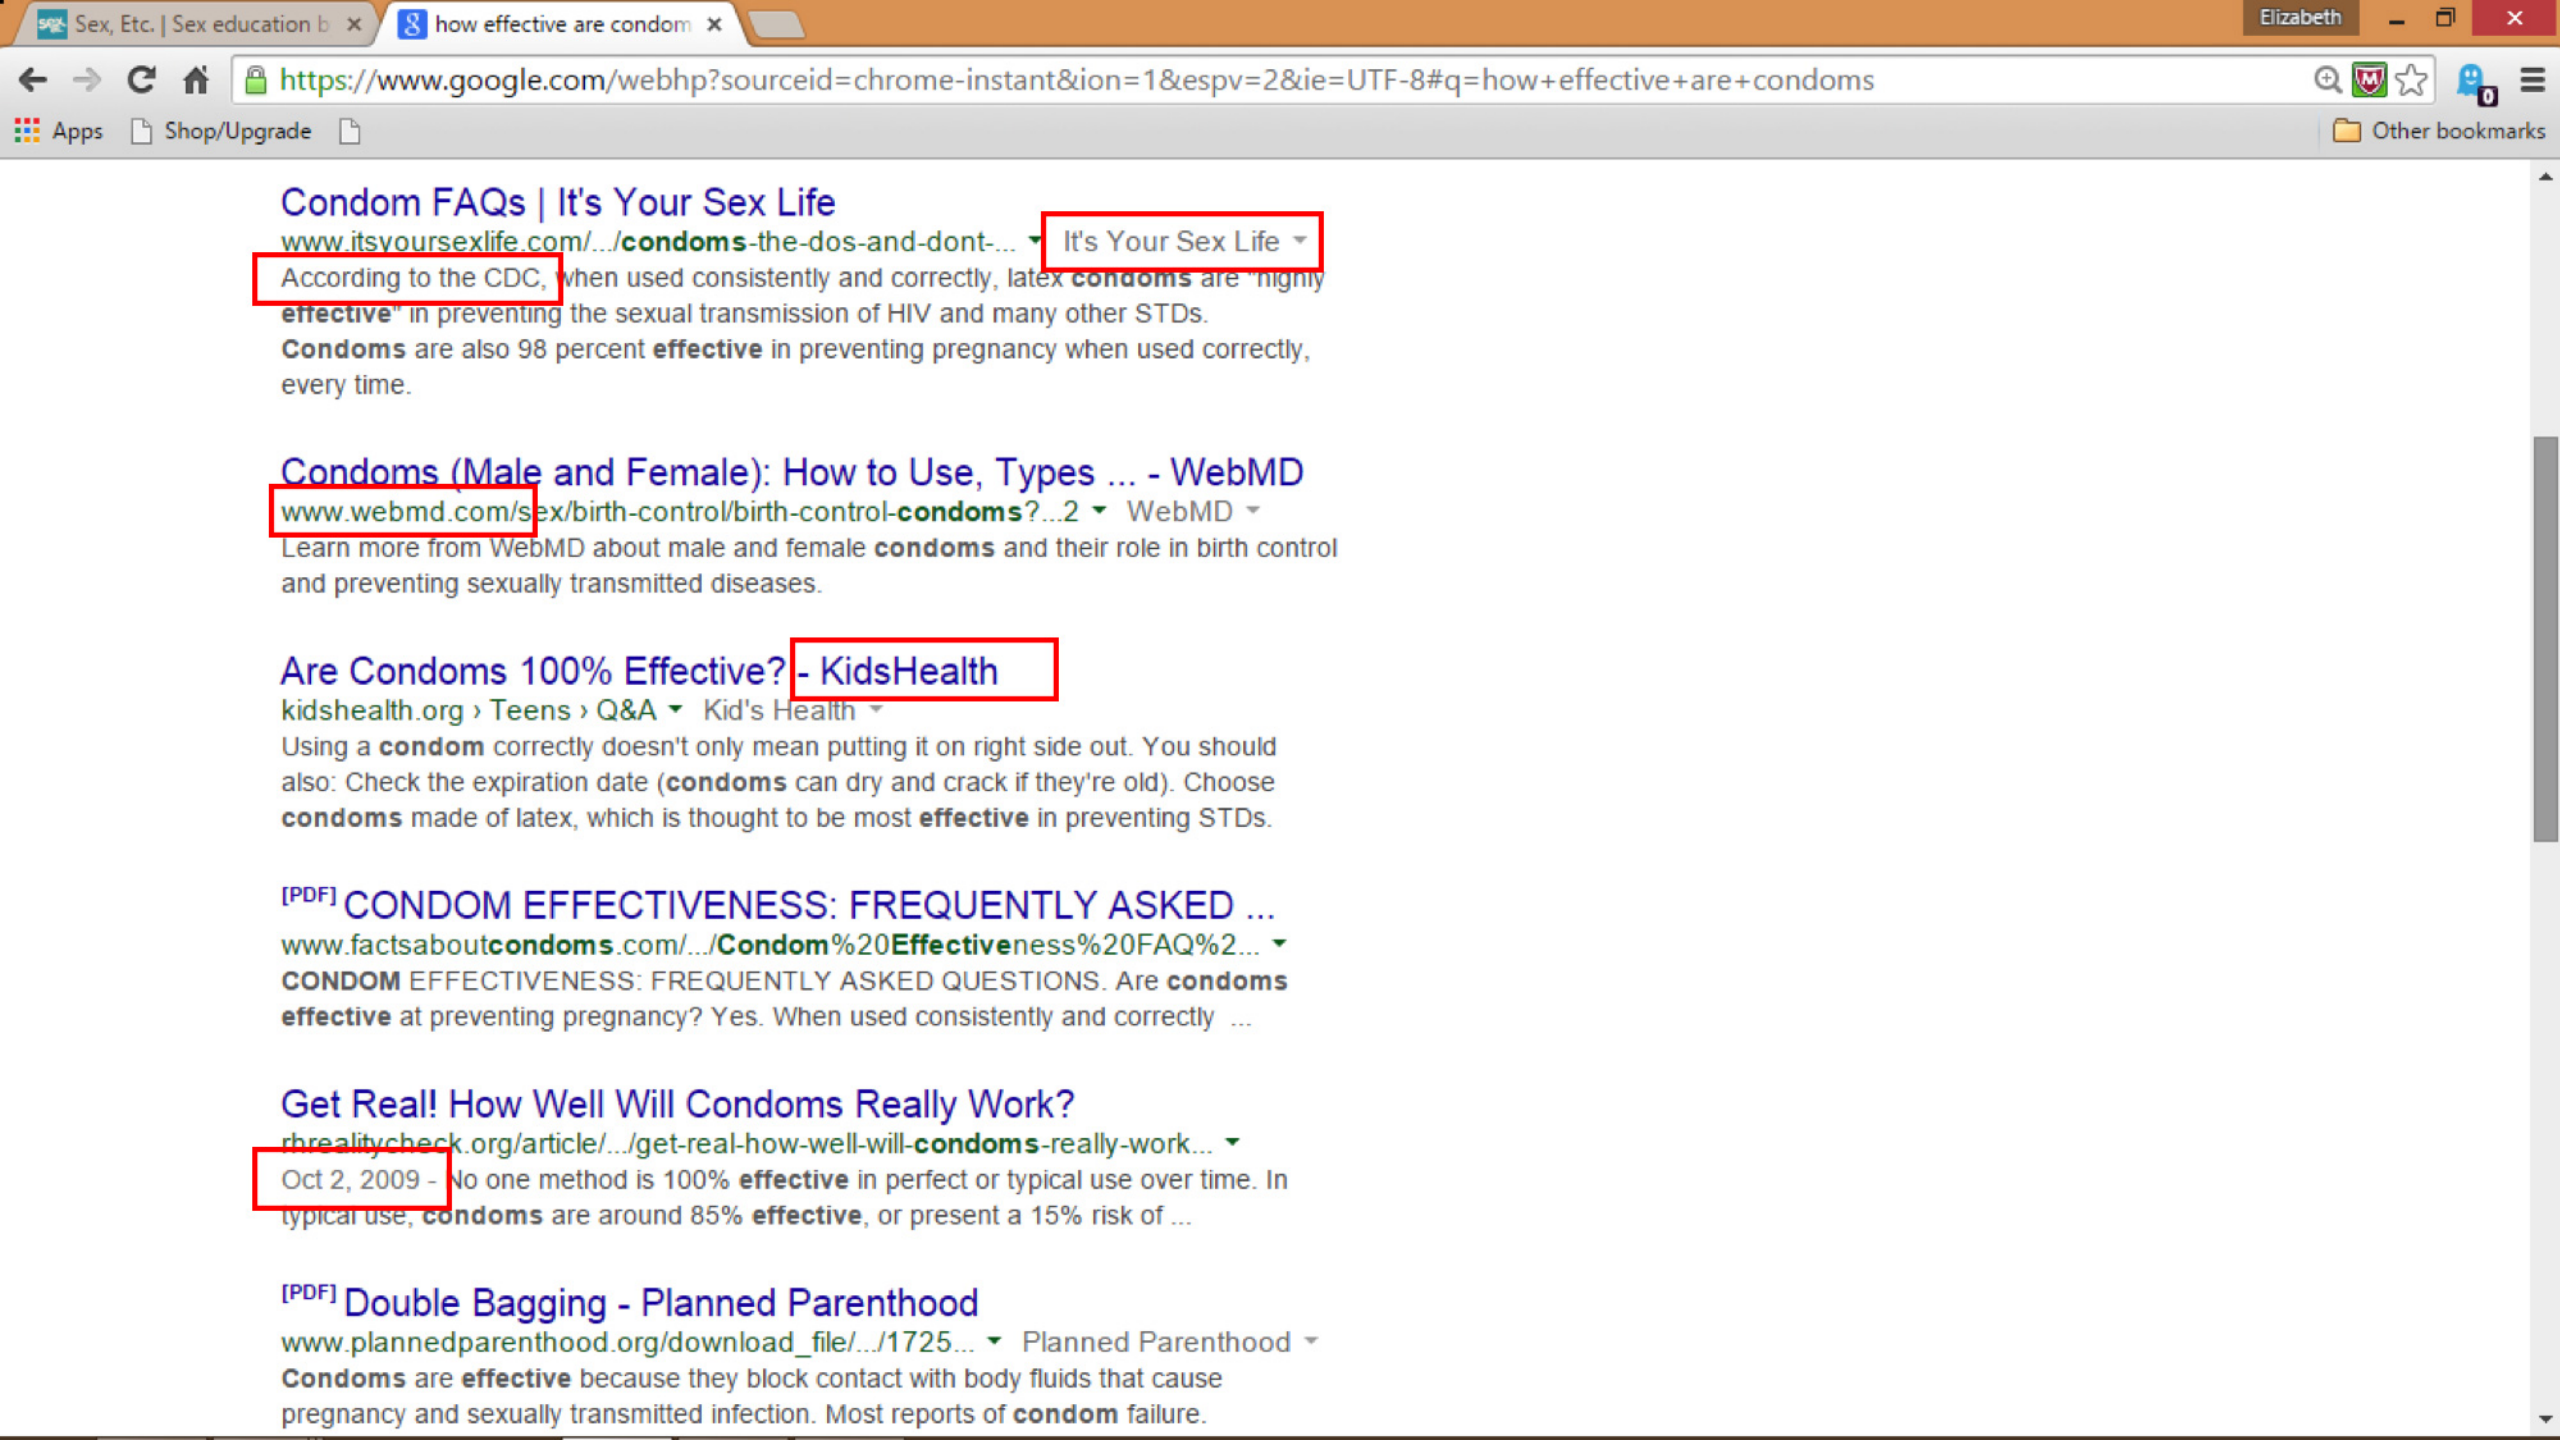 Sex, Etc. | Sex education b
how effective are condom
Elizabeth
https://www.google.com/webhp?sourceid=chrome-instant&ion=1&espv=2&ie=UTF-8#q=how+effective+are+condoms
0
Apps Shop/Upgrade Other bookmarks
Condom FAQs | It's Your Sex Life
www.itsyoursexlife.com/.../condoms-the-dos-and-dont-... It's Your Sex Life
According to the CDC, when used consistently and correctly, latex condoms are "highly
effective" in preventing the sexual transmission of HIV and many other STDs.
Condoms are also 98 percent effective in preventing pregnancy when used correctly,
every time.
Condoms (Male and Female): How to Use, Types ... - WebMD
www.webmd.com/sex/birth-control/birth-control-condoms?...2 WebMD
Learn more from WebMD about male and female condoms and their role in birth control
and preventing sexually transmitted diseases.
Are Condoms 100% Effective? - KidsHealth
kidshealth.org › Teens › Q&A Kid's Health
Using a condom correctly doesn't only mean putting it on right side out. You should
also: Check the expiration date (condoms can dry and crack if they're old). Choose
condoms made of latex, which is thought to be most effective in preventing STDs.
[PDF] CONDOM EFFECTIVENESS: FREQUENTLY ASKED ...
www.factsaboutcondoms.com/.../Condom%20Effectiveness%20FAQ%2...
CONDOM EFFECTIVENESS: FREQUENTLY ASKED QUESTIONS. Are condoms
effective at preventing pregnancy? Yes. When used consistently and correctly ...
Get Real! How Well Will Condoms Really Work?
rhrealitycheck.org/article/.../get-real-how-well-will-condoms-really-work...
Oct 2, 2009 - No one method is 100% effective in perfect or typical use over time. In
typical use, condoms are around 85% effective, or present a 15% risk of ...
[PDF] Double Bagging - Planned Parenthood
www.plannedparenthood.org/download_file/.../1725... Planned Parenthood
Condoms are effective because they block contact with body fluids that cause
pregnancy and sexually transmitted infection. Most reports of condom failure.